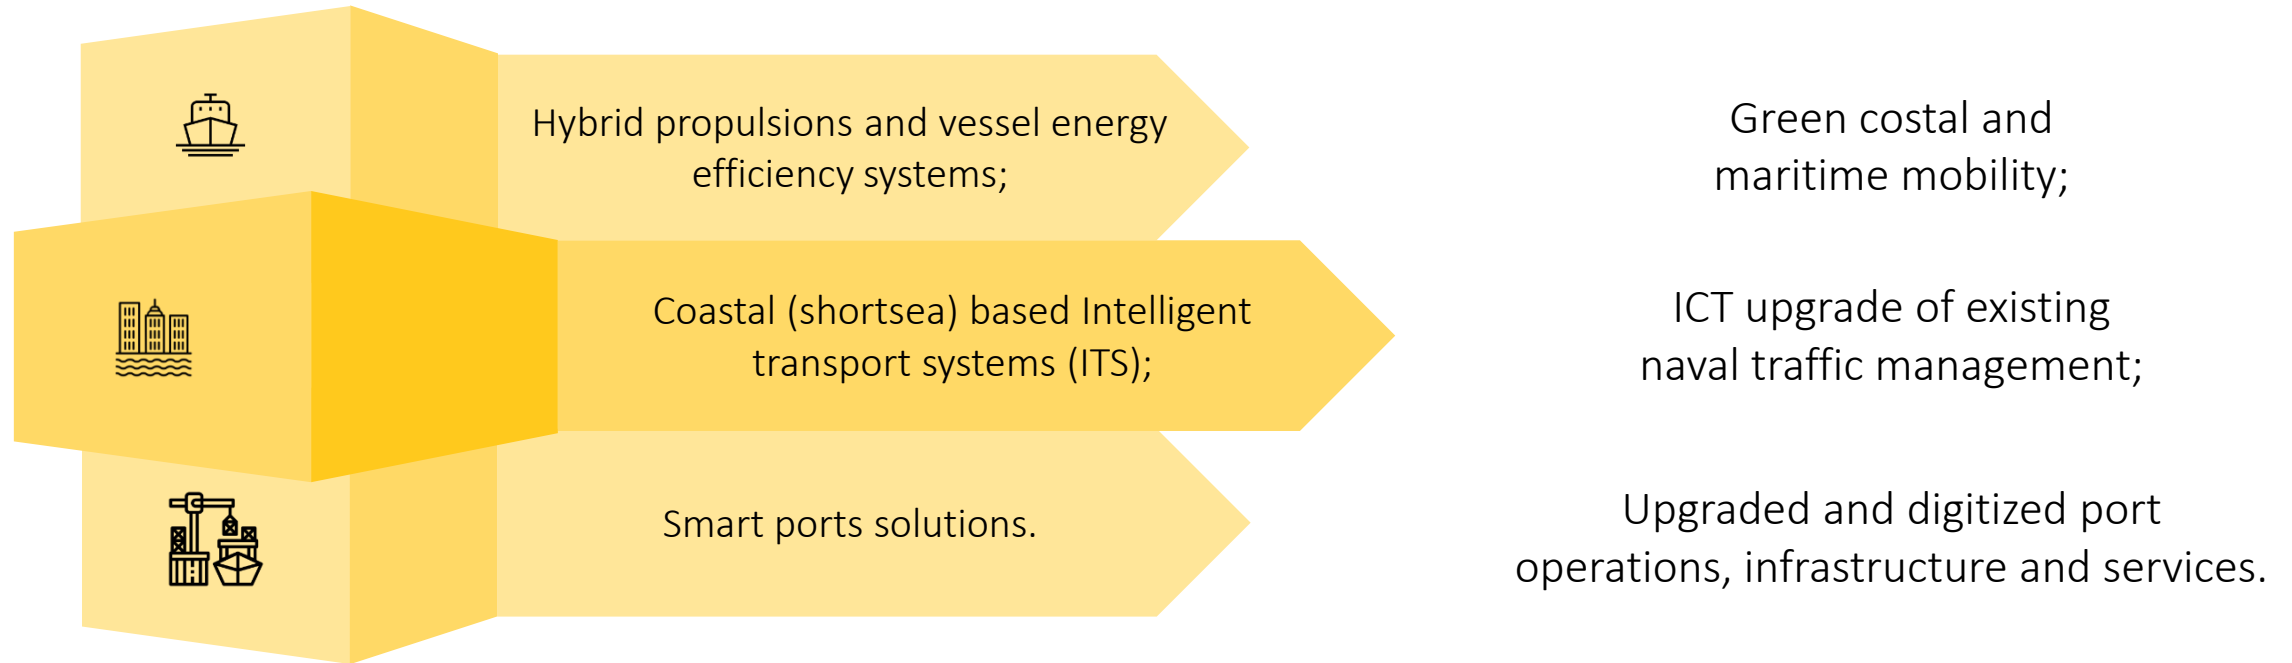 Hybrid propulsions and vessel energy
efficiency systems;
Green costal and
maritime mobility;
Coastal (shortsea) based Intelligent
transport systems (ITS);
ICT upgrade of existing
naval traffic management;
Smart ports solutions.
Upgraded and digitized port
operations, infrastructure and services.